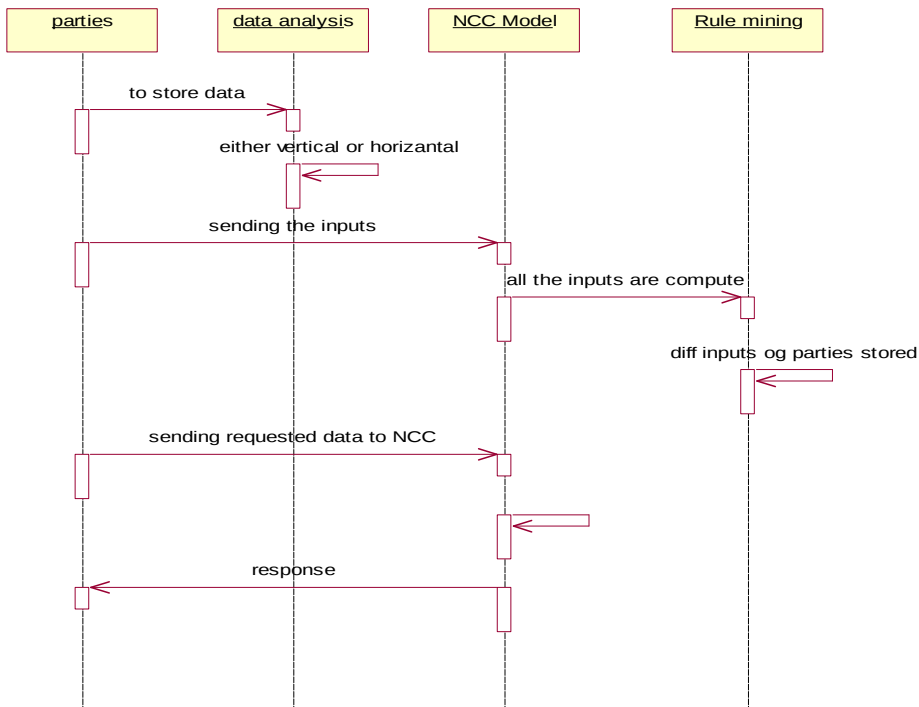 parties
data analysis
NCC Model
Rule mining
to store data
either vertical or horizantal
sending the inputs
all the inputs are compute
diff inputs og parties stored
sending requested data to NCC
response